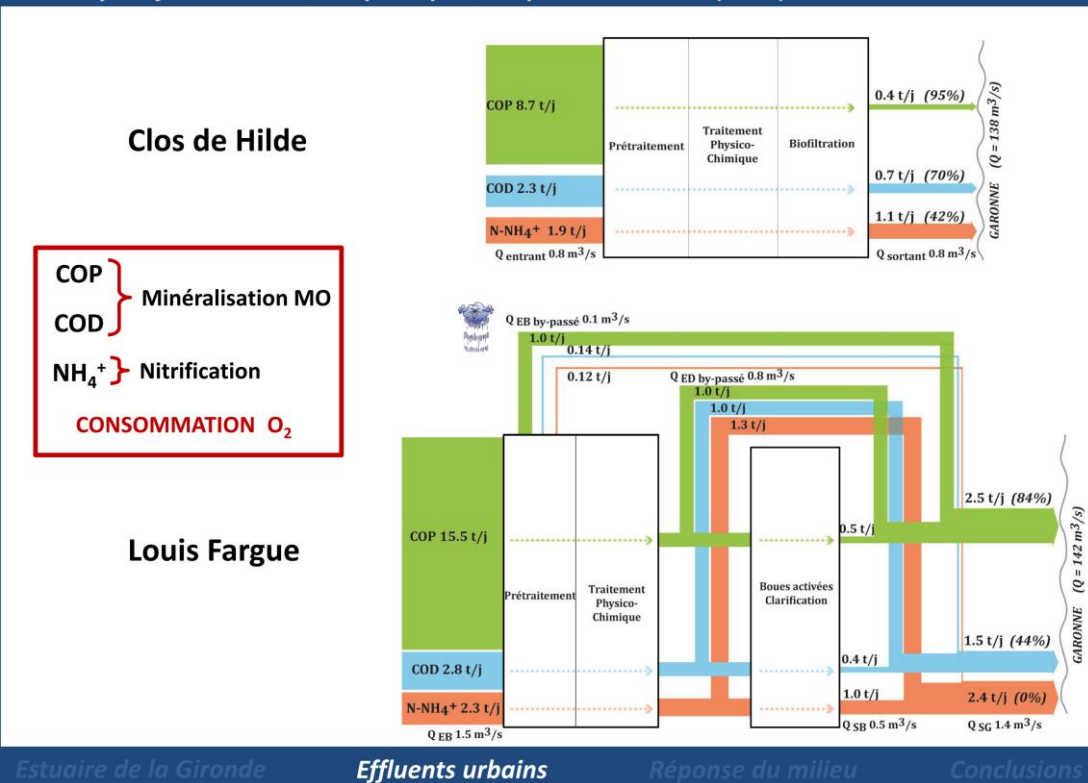 Clos de Hilde
COP 8.7 t/j
COD 2.3 t/j
N-NH4+ 1.9 t/j
Q entrant 0.8 m3/s
Prétraitement
Traitement
Physico-
Chimique
Biofiltration
0.4 t/j (95%)
0.7 t/j (70%)
1.1 t/j (42%)
Q sortant 0.8 m3/s
GARONNE (Q = 138 m3/s)
COP
COD
Minéralisation MO
NH4+ Nitrification
CONSOMMATION O2
Louis Fargue
Q EB by-passé 0.1 m3/s
1.0 t/j
0.14 t/j
0.12 t/j
Q ED by-passé 0.8 m3/s
1.0 t/j
1.0 t/j
1.3 t/j
COP 15.5 t/j
COD 2.8 t/j
N-NH4+ 2.3 t/j
Q EB 1.5 m3/s
Prétraitement
Traitement
Physico-
Chimique
Boues activées
Clarification
0.5 t/j
0.4 t/j
1.0 t/j
Q SB 0.5 m3/s
2.5 t/j (84%)
1.5 t/j (44%)
2.4 t/j (0%)
Q SG 1.4 m3/s
GARONNE (Q = 142 m3/s)
Estuaire de la Gironde
Effluents urbains
Réponse du milieu
Conclusions